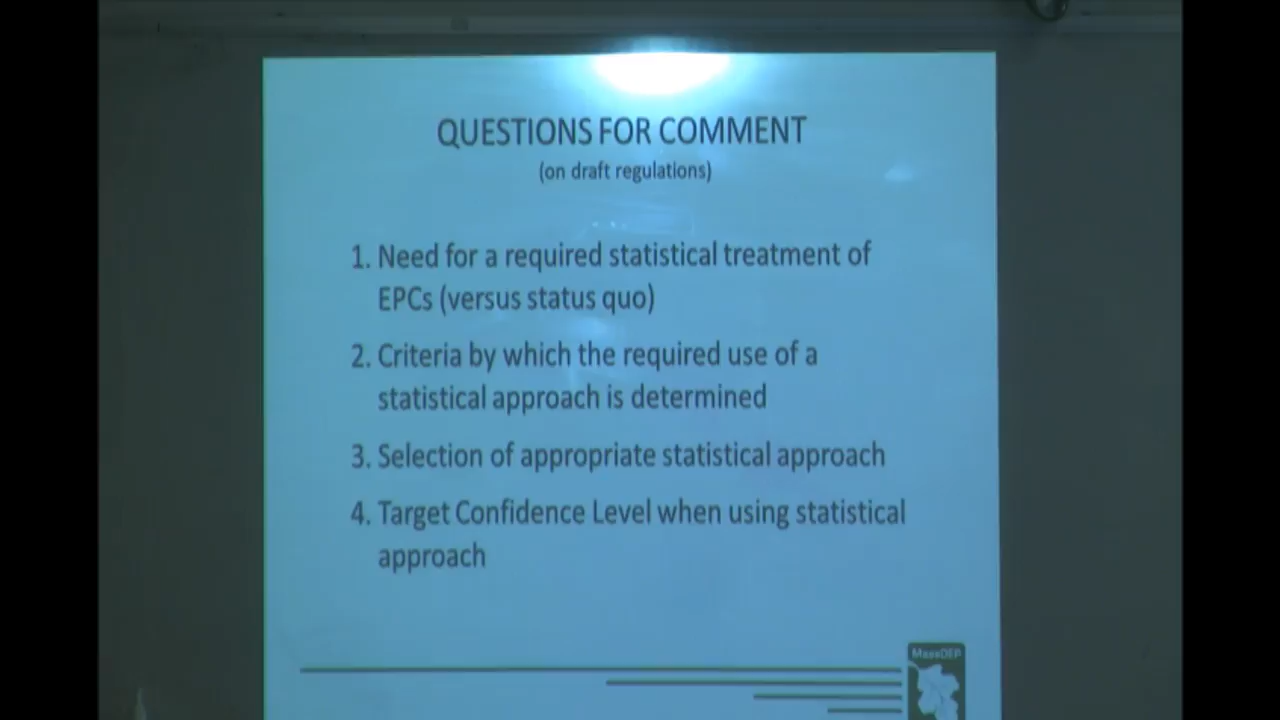 QUESTIONS FOR COMMENT
(on draft regulations)
1. Need for a required statistical treatment of
EPCs (versus status quo)
2. Criteria by which the required use of a
statistical approach is determined
3. Selection of appropriate statistical approach
4. Target Confidence Level when using statistical
approach
MassDEP